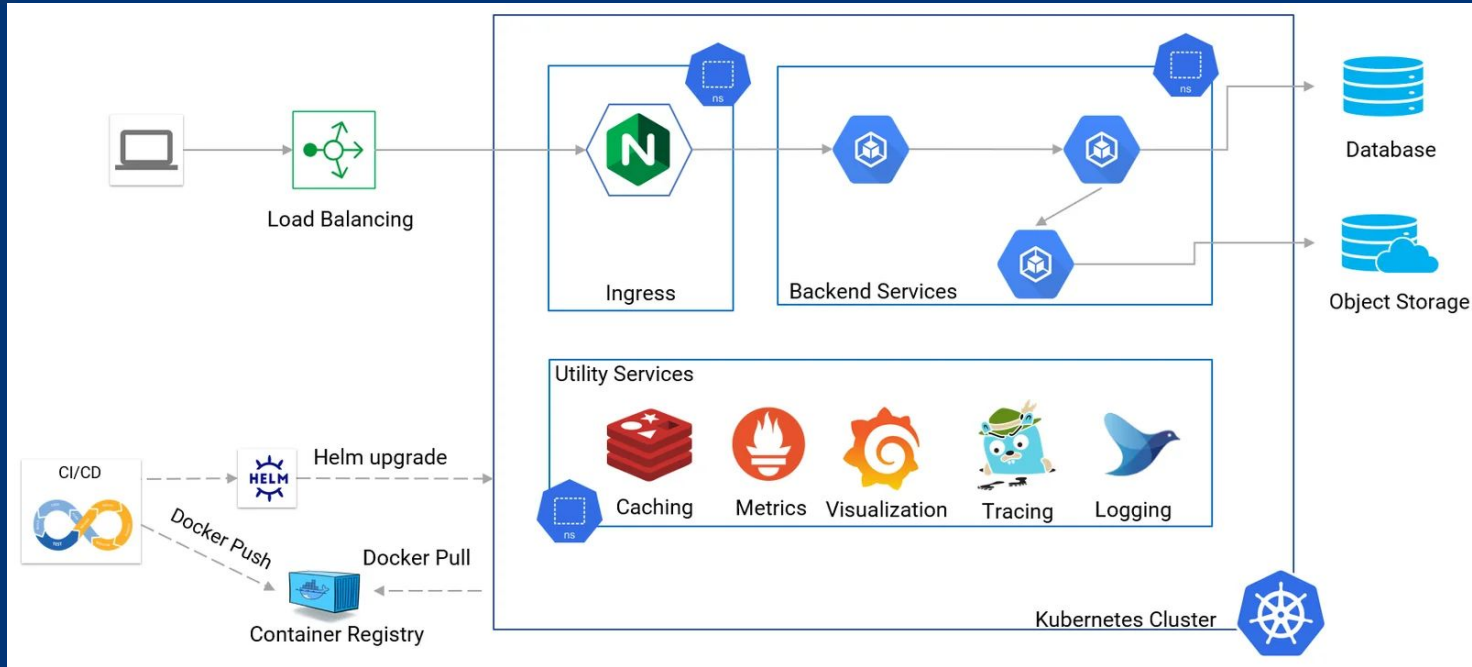 ns
ns
N
Load Balancing
Database
Ingress
Backend Services
Object Storage
Utility Services
CI/CD
HELM
Helm upgrade
Caching
Metrics
Visualization
Tracing
Logging
ns
Docker Push
Docker Pull
Container Registry
Kubernetes Cluster